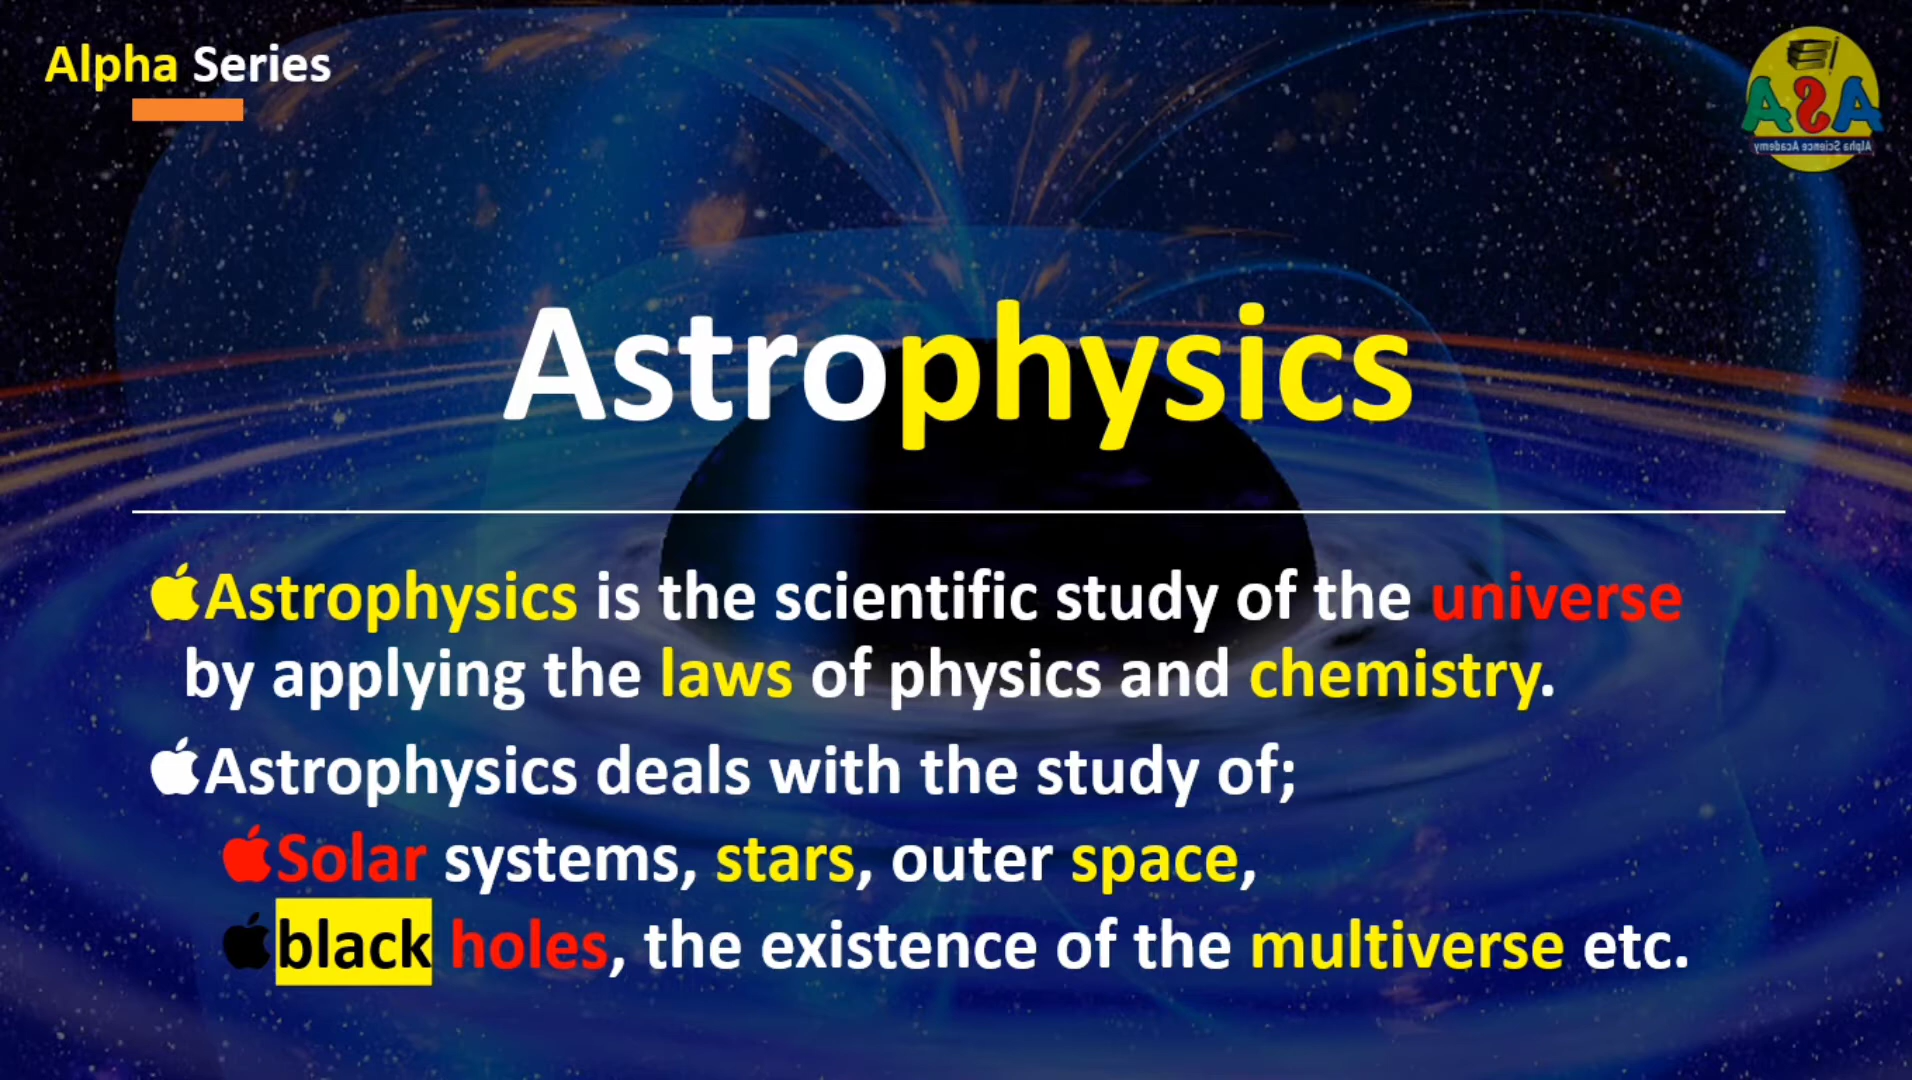 Alpha Series
ASA
Alpha Science Academy
Astrophysics
Astrophysics is the scientific study of the universe
by applying the laws of physics and chemistry.
Astrophysics deals with the study of;
Solar systems, stars, outer space,
black holes, the existence of the multiverse etc.